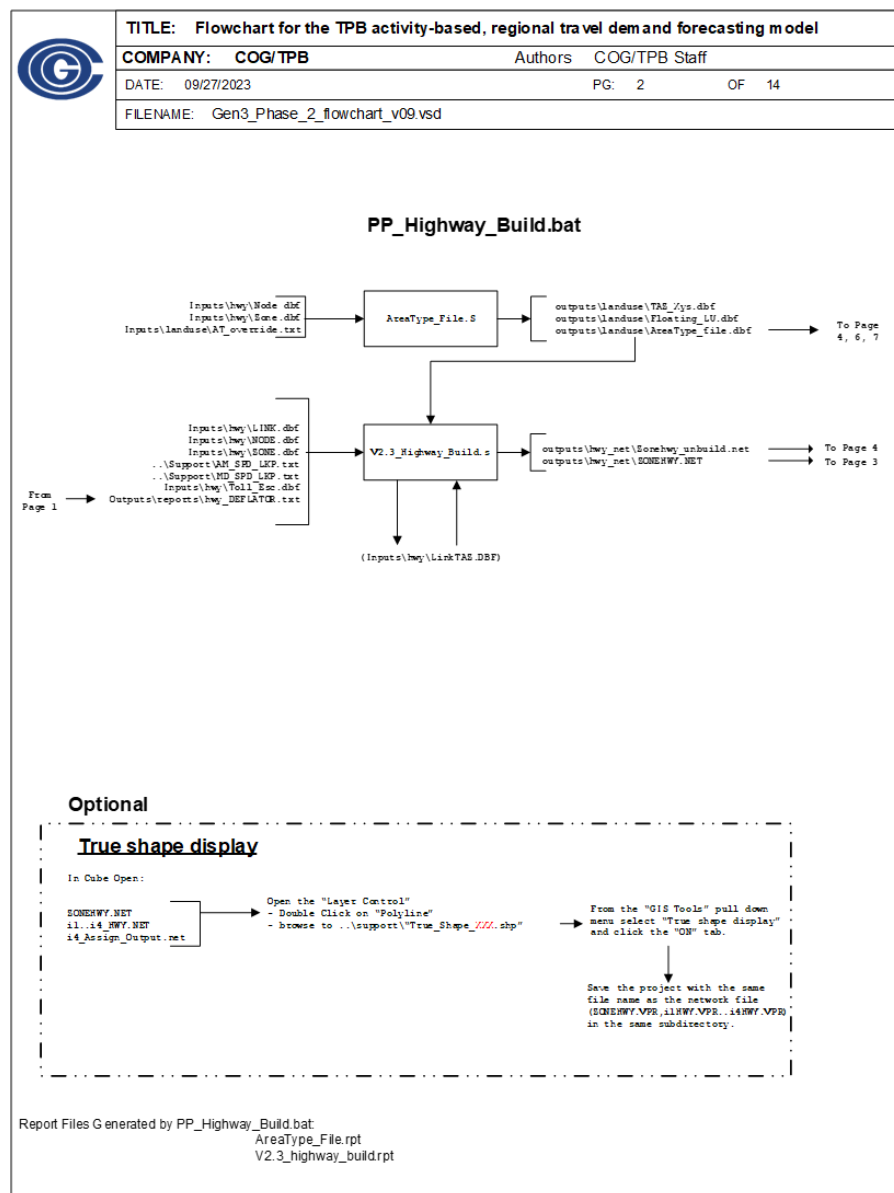 TITLE: Flowchart for the TPB activity-based, regional travel demand forecasting model
COMPANY: COG/TPB Authors COG/TPB Staff
DATE: 09/27/2023 PG: 2 OF 14
FILENAME: Gen3_Phase_2_flowchart_v09.vsd
PP_Highway_Build.bat
Inputs\hwy\Node.dbf
Inputs\hwy\Zone.dbf
Inputs\landuse\AT_override.txt
AreaType_File.S
outputs\landuse\TAZ_Xys.dbf
outputs\landuse\Floating_LU.dbf
outputs\landuse\AreaType_file.dbf
To Page
4, 6, 7
Inputs\hwy\LINK.dbf
Inputs\hwy\NODE.dbf
Inputs\hwy\ZONE.dbf
..\Support\AM_SPD_LKP.txt
..\Support\MD_SPD_LKP.txt
Inputs\hwy\Toll_Esc.dbf
Outputs\reports\hwy_DEFLATOR.txt
From
Page 1
V2.3_Highway_Build.s
outputs\hwy_net\Zonehwy_unbuild.net
outputs\hwy_net\ZONEHWY.NET
To Page 4
To Page 3
(Inputs\hwy\LinkTAZ.DBF)
Optional
True shape display
In Cube Open:
ZONEHWY.NET
i1..i4_HWY.NET
i4_Assign_Output.net
Open the "Layer Control"
- Double Click on "Polyline"
- browse to ..\support\"True_Shape_XXX.shp"
From the "GIS Tools" pull down
menu select "True shape display"
and click the "ON" tab.
Save the project with the same
file name as the network file
(ZONEHWY.VPR,i1HWY.VPR..i4HWY.VPR)
in the same subdirectory.
Report Files Generated by PP_Highway_Build.bat:
AreaType_File.rpt
V2.3_highway_build.rpt